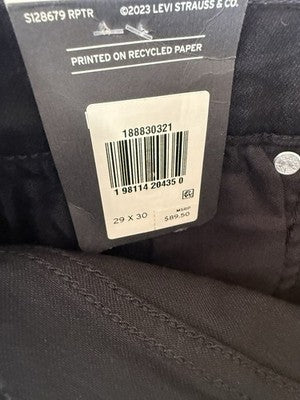 S128679 RPTR
©2023 LEVI STRAUSS & CO.
PRINTED ON RECYCLED PAPER
188830321
1 98114 20435 0
29 X 30
MSRP
$89.50